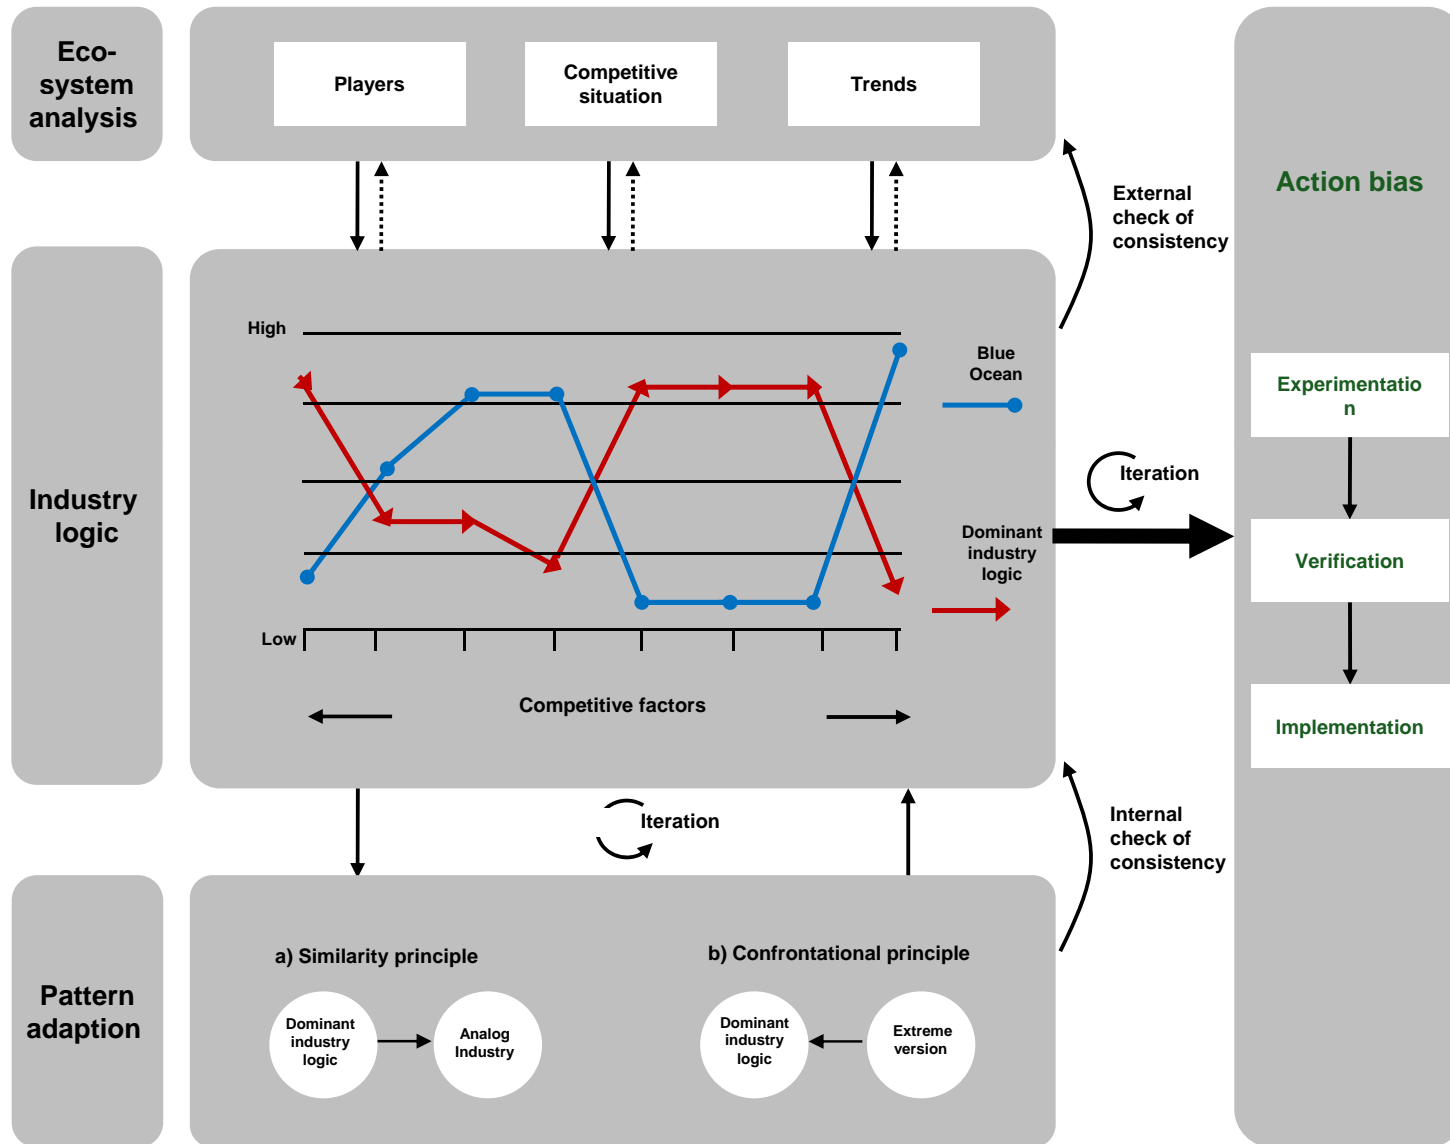 Eco-
system
analysis
Players
Competitive
situation
Trends
External
check of
consistency
Action bias
Industry
logic
High
Low
Blue
Ocean
Dominant
industry
logic
Competitive factors
Iteration
Experimentatio
n
Verification
Implementation
Iteration
Internal
check of
consistency
Pattern
adaption
a) Similarity principle
Dominant
industry
logic
Analog
Industry
b) Confrontational principle
Dominant
industry
logic
Extreme
version